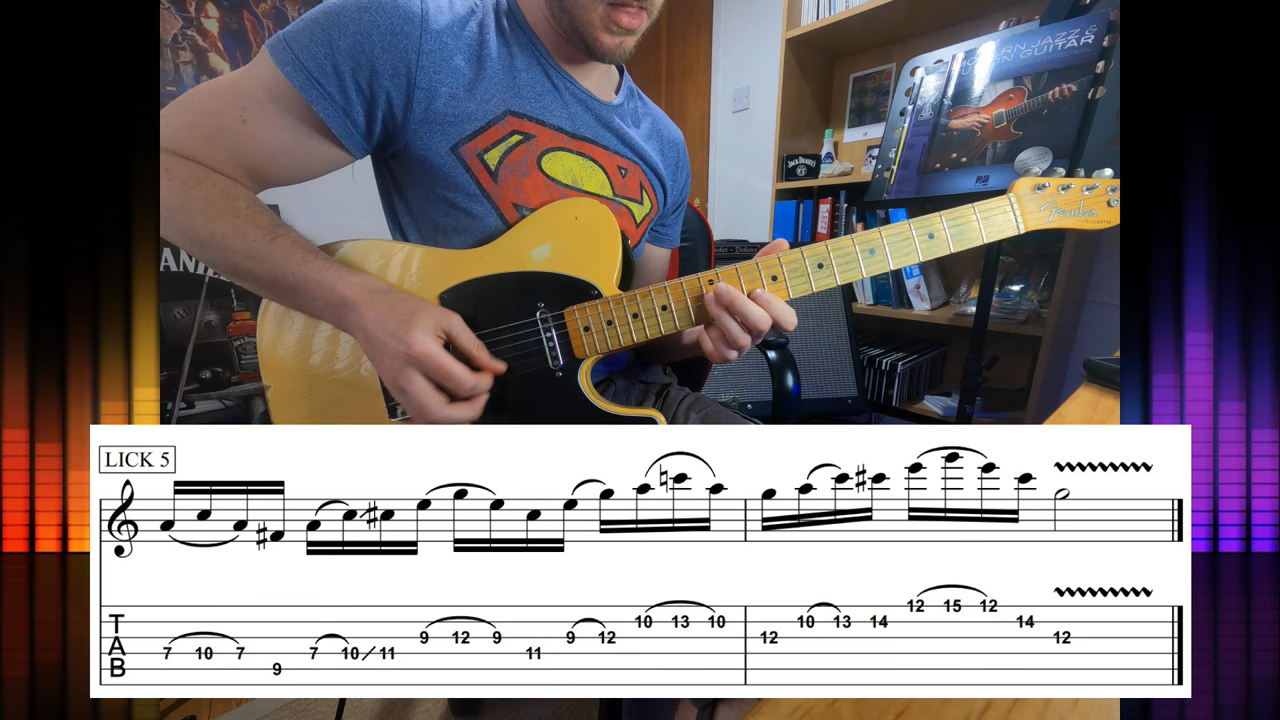 MODERN JAZZ &
FUSION GUITAR
JACK DANIEL'S
Fender
TELECASTER
JACK
LICK 5
7 10 7 9 7 10 11 9 12 9 11 9 12 10 13 10 12 10 13 14 12 15 12 14 12
T
A
B